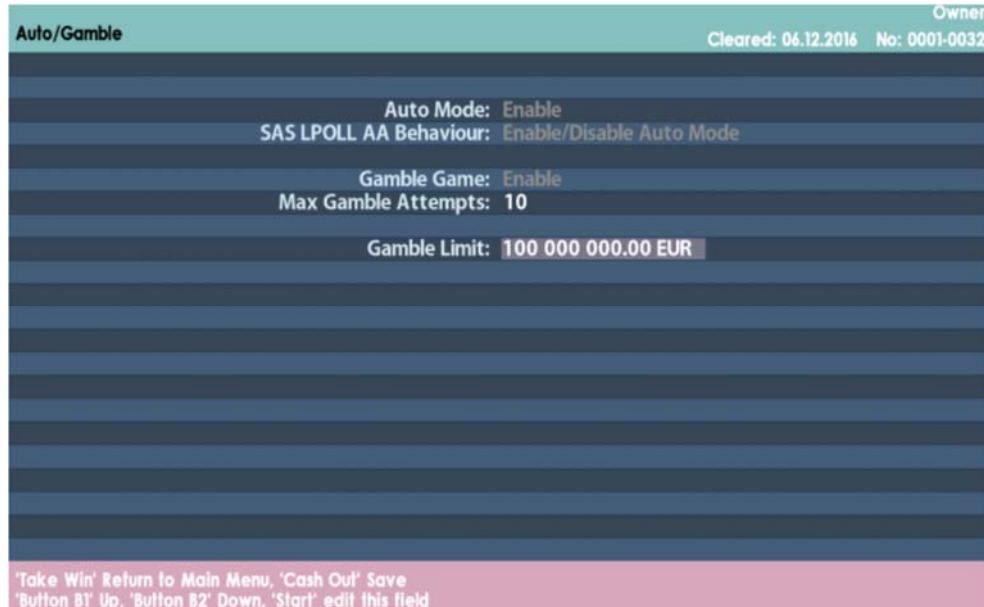 Owner
Auto/Gamble
Cleared: 06.12.2016 No: 0001-0032
Auto Mode: Enable
SAS LPOLL AA Behaviour: Enable/Disable Auto Mode
Gamble Game: Enable
Max Gamble Attempts: 10
Gamble Limit: 100 000 000.00 EUR
'Take Win' Return to Main Menu, 'Cash Out' Save
'Button B1' Up, 'Button B2' Down, 'Start' edit this field